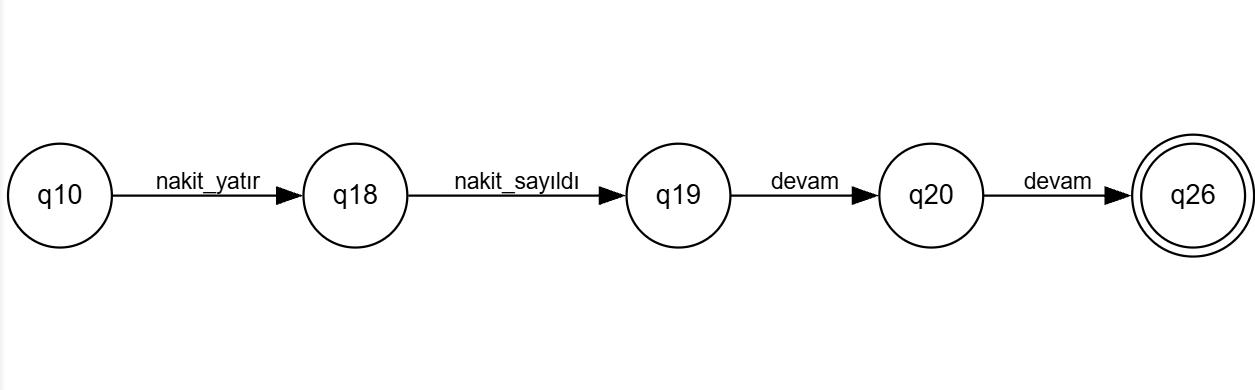 q10
nakit_yatır
q18
nakit_sayıldı
q19
devam
q20
devam
q26